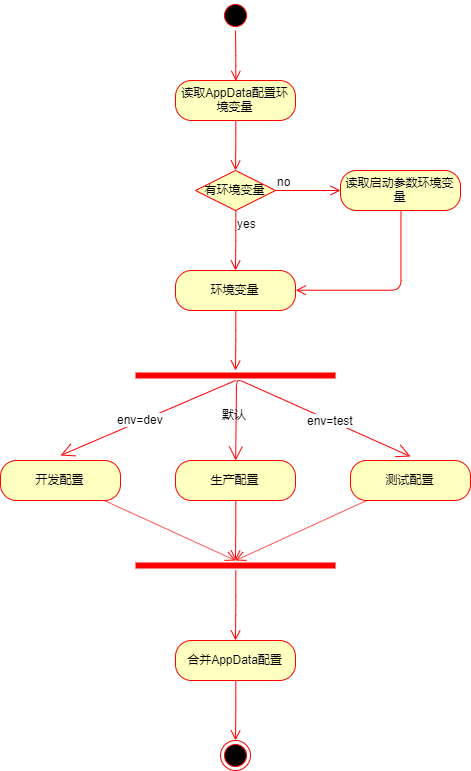 读取AppData配置环
境变量
有环境变量
no
读取启动参数环境变
量
yes
环境变量
env=dev
默认
env=test
开发配置
生产配置
测试配置
合并AppData配置